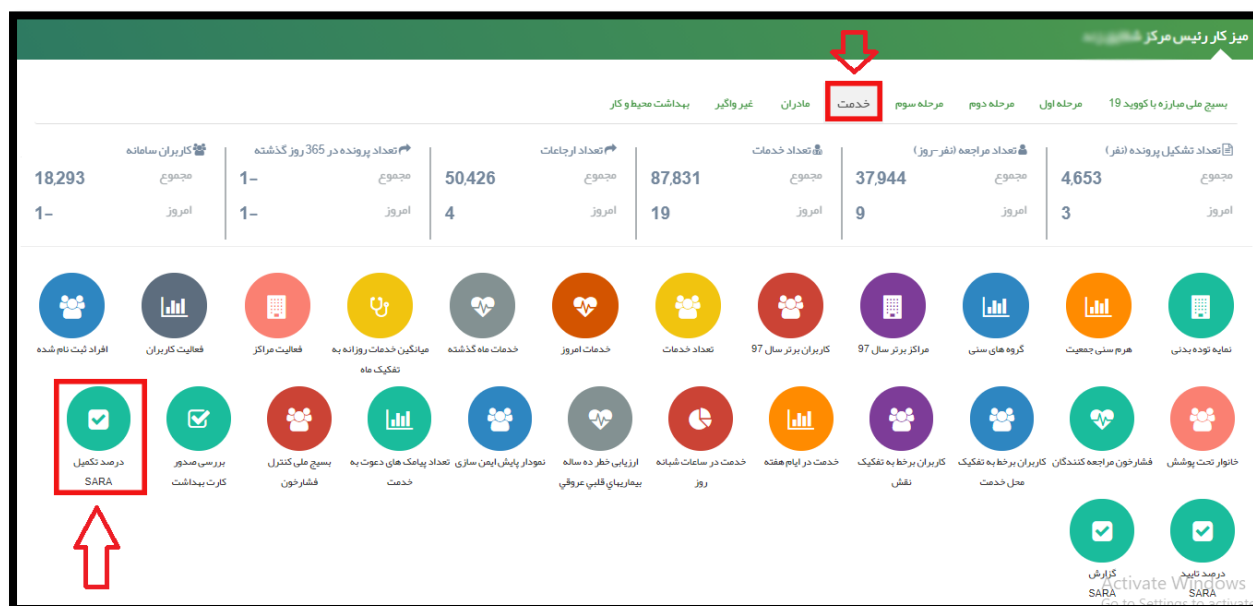 میز کار رئیس مرکز
بسیج ملی مبارزه با کووید 19 مرحله اول مرحله دوم مرحله سوم خدمت مادران غیر واگیر بهداشت محیط و کار
تعداد تشکیل پرونده (نفر)
مجموع 4,653
امروز 3
تعداد مراجعه (نفر-روز)
مجموع 37,944
امروز 9
تعداد خدمات
مجموع 87,831
امروز 19
تعداد ارجاعات
مجموع 50,426
امروز 4
تعداد پرونده در 365 روز گذشته
مجموع 1-
امروز 1-
کاربران سامانه
مجموع 18,293
امروز 1-
نمایه توده بدنی
هرم سنی جمعیت
گروه های سنی
مراکز برتر سال 97
کاربران برتر سال 97
تعداد خدمات
خدمات امروز
خدمات ماه گذشته
میانگین خدمات روزانه به
تفکیک ماه
فعالیت مراکز
فعالیت کاربران
افراد ثبت نام شده
خانوار تحت پوشش
فشارخون مراجعه کنندگان
کاربران برخط به تفکیک
محل خدمت
کاربران برخط به تفکیک
نقش
خدمت در ایام هفته
خدمت در ساعات شبانه
روز
ارزیابی خطر ده ساله
بیماریهاي قلبي عروقي
نمودار پایش ایمن سازی
تعداد پیامک های دعوت به
خدمت
بسیج ملی کنترل
فشارخون
بررسی صدور
کارت بهداشت
درصد تکمیل
SARA
درصد تایید
SARA
گزارش
SARA
Activate Windows
Go to Settings to activate